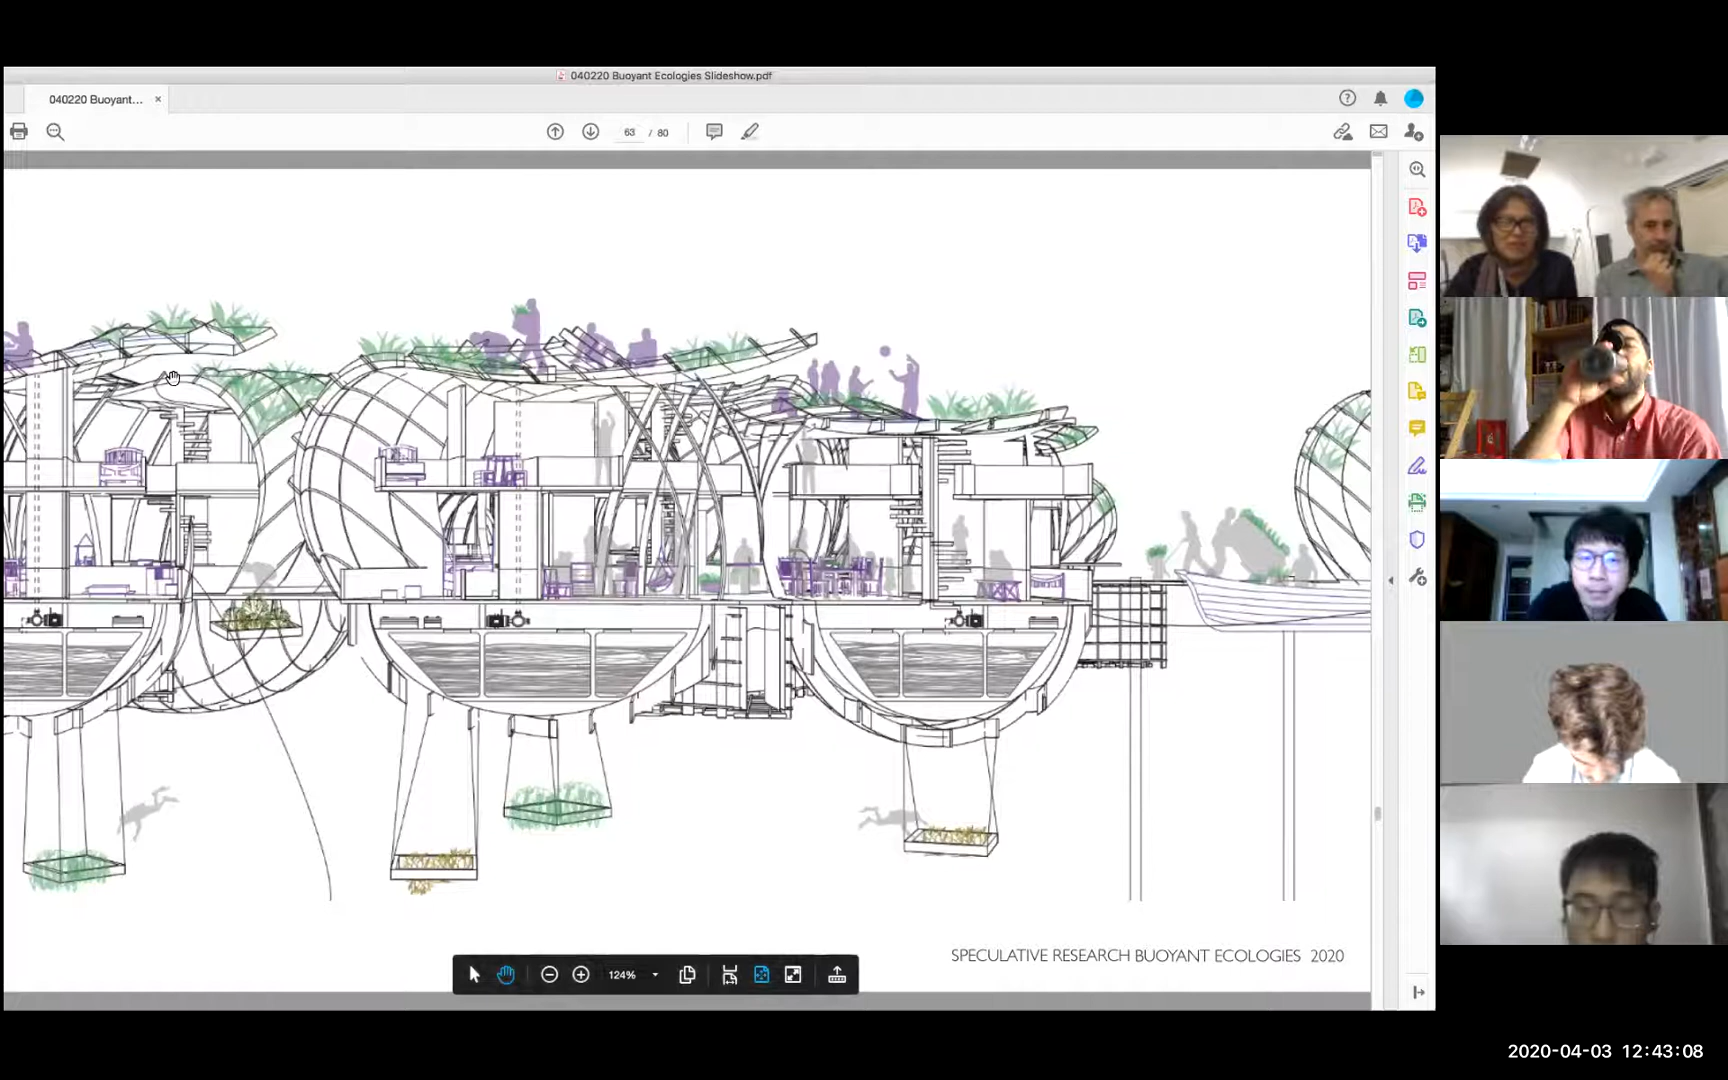 040220 Buoyant Ecologies Slideshow.pdf
040220 Buoyant... ×
63 / 80
SPECULATIVE RESEARCH BUOYANT ECOLOGIES 2020
124%
2020-04-03 12:43:08